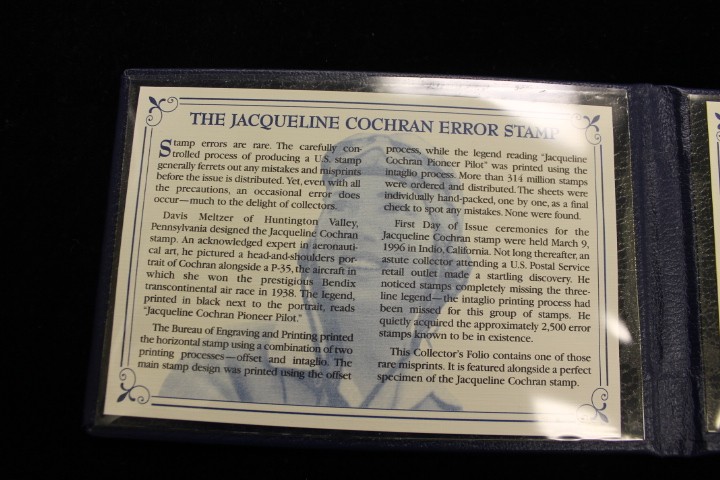 THE JACQUELINE COCHRAN ERROR STAMP
Stamp errors are rare. The carefully con-
trolled process of producing a U.S. stamp
generally ferrets out any mistakes and misprints
before the issue is distributed. Yet, even with all
the precautions, an occasional error does
occur—much to the delight of collectors.
Davis Meltzer of Huntington Valley,
Pennsylvania designed the Jacqueline Cochran
stamp. An acknowledged expert in aeronauti-
cal art, he pictured a head-and-shoulders por-
trait of Cochran alongside a P-35, the aircraft in
which she won the prestigious Bendix
transcontinental air race in 1938. The legend,
printed in black next to the portrait, reads
"Jacqueline Cochran Pioneer Pilot."
The Bureau of Engraving and Printing printed
the horizontal stamp using a combination of two
printing processes—offset and intaglio. The
main stamp design was printed using the offset
process, while the legend reading "Jacqueline
Cochran Pioneer Pilot" was printed using the
intaglio process. More than 314 million stamps
were ordered and distributed. The sheets were
individually hand-packed, one by one, as a final
check to spot any mistakes. None were found.
First Day of Issue ceremonies for the
Jacqueline Cochran stamp were held March 9,
1996 in Indio, California. Not long thereafter, an
astute collector attending a U.S. Postal Service
retail outlet made a startling discovery. He
noticed stamps completely missing the three-
line legend—the intaglio printing process had
been missed for this group of stamps. He
quietly acquired the approximately 2,500 error
stamps known to be in existence.
This Collector's Folio contains one of those
rare misprints. It is featured alongside a perfect
specimen of the Jacqueline Cochran stamp.